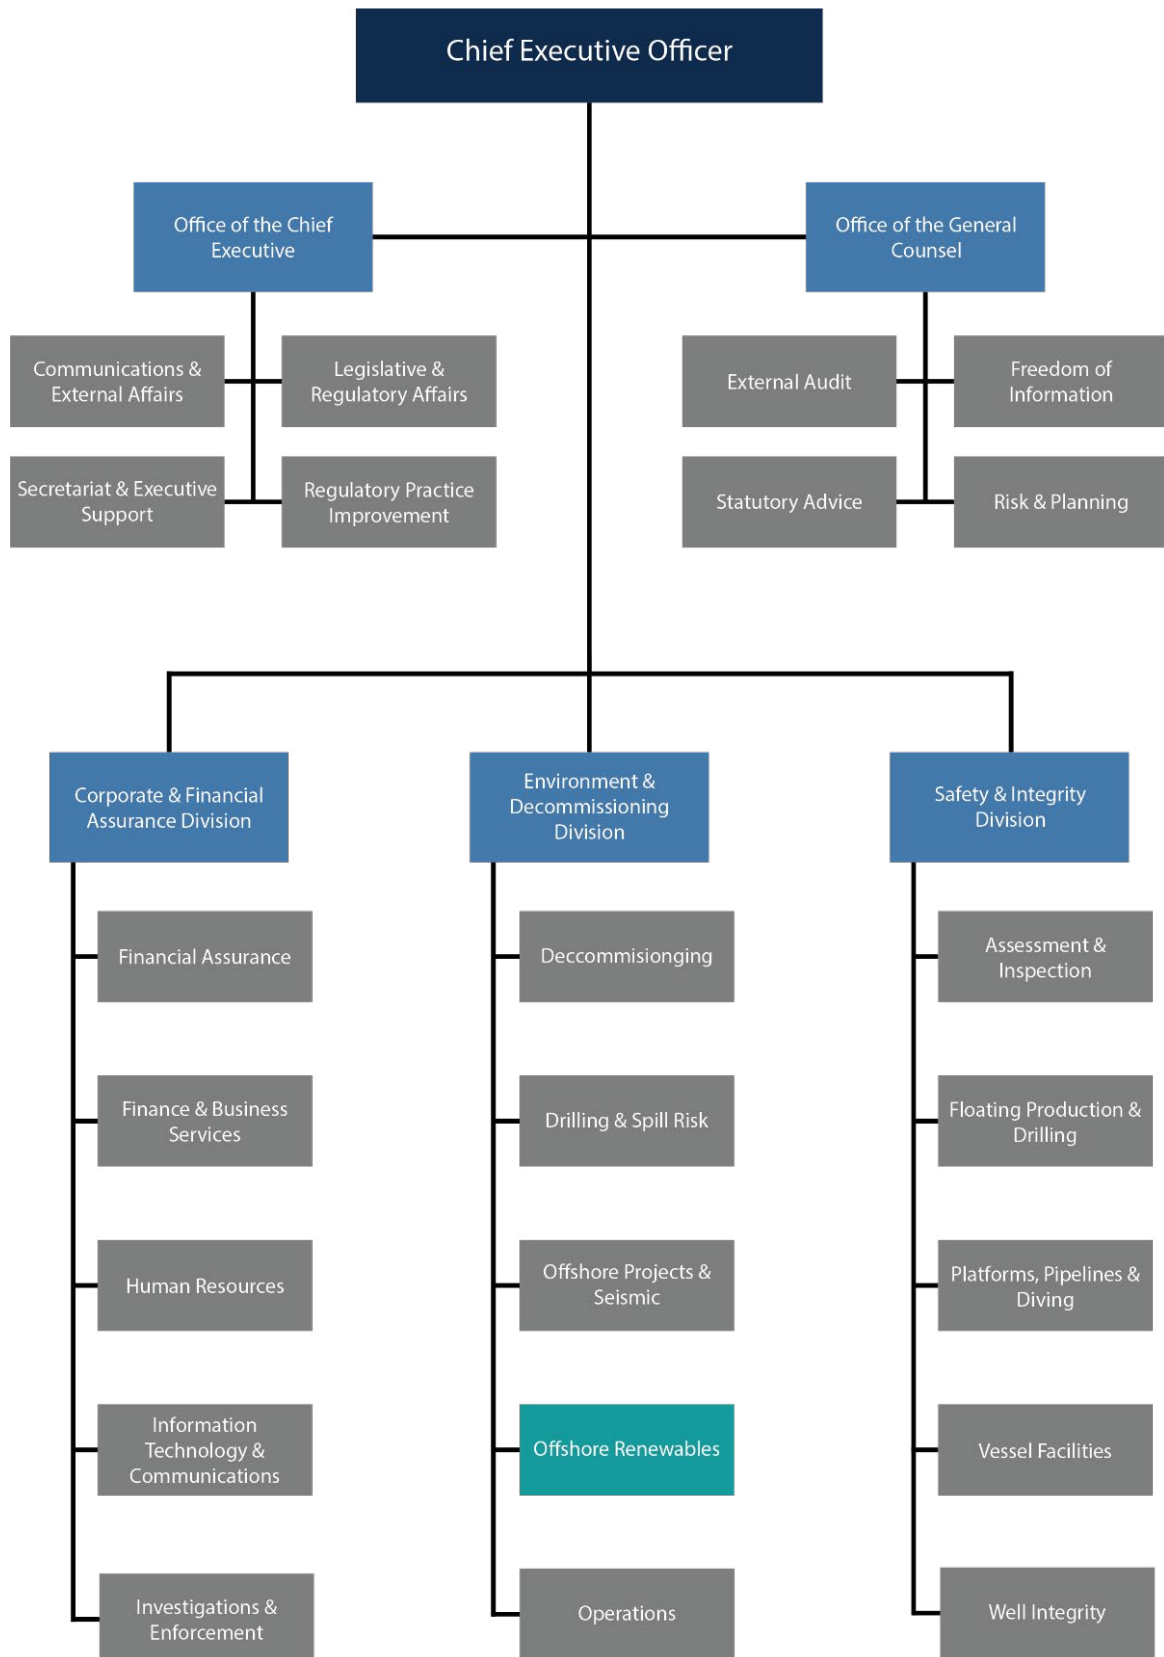 Chief Executive Officer
Office of the Chief
Executive
Office of the General
Counsel
Communications &
External Affairs
Legislative &
Regulatory Affairs
External Audit
Freedom of
Information
Secretariat & Executive
Support
Regulatory Practice
Improvement
Statutory Advice
Risk & Planning
Corporate & Financial
Assurance Division
Environment &
Decommissioning
Division
Safety & Integrity
Division
Financial Assurance
Deccommisionging
Assessment &
Inspection
Finance & Business
Services
Drilling & Spill Risk
Floating Production &
Drilling
Human Resources
Offshore Projects &
Seismic
Platforms, Pipelines &
Diving
Information
Technology &
Communications
Offshore Renewables
Vessel Facilities
Investigations &
Enforcement
Operations
Well Integrity